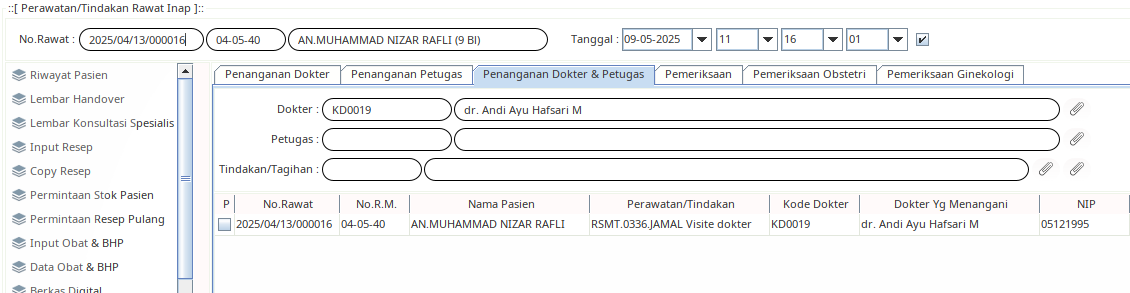 ::[ Perawatan/Tindakan Rawat Inap ]::
No.Rawat : 2025/04/13/000016 04-05-40 AN.MUHAMMAD NIZAR RAFLI (9 Bl) Tanggal : 09-05-2025 11 16 01
Riwayat Pasien
Lembar Handover
Lembar Konsultasi Spesialis
Input Resep
Copy Resep
Permintaan Stok Pasien
Permintaan Resep Pulang
Input Obat & BHP
Data Obat & BHP
Berkas Digital
Penanganan Dokter Penanganan Petugas Penanganan Dokter & Petugas Pemeriksaan Pemeriksaan Obstetri Pemeriksaan Ginekologi
Dokter : KD0019 dr. Andi Ayu Hafsari M
Petugas :
Tindakan/Tagihan :
P No.Rawat No.R.M. Nama Pasien Perawatan/Tindakan Kode Dokter Dokter Yg Menangani NIP
2025/04/13/000016 04-05-40 AN.MUHAMMAD NIZAR RAFLI RSMT.0336.JAMAL Visite dokter KD0019 dr. Andi Ayu Hafsari M 05121995